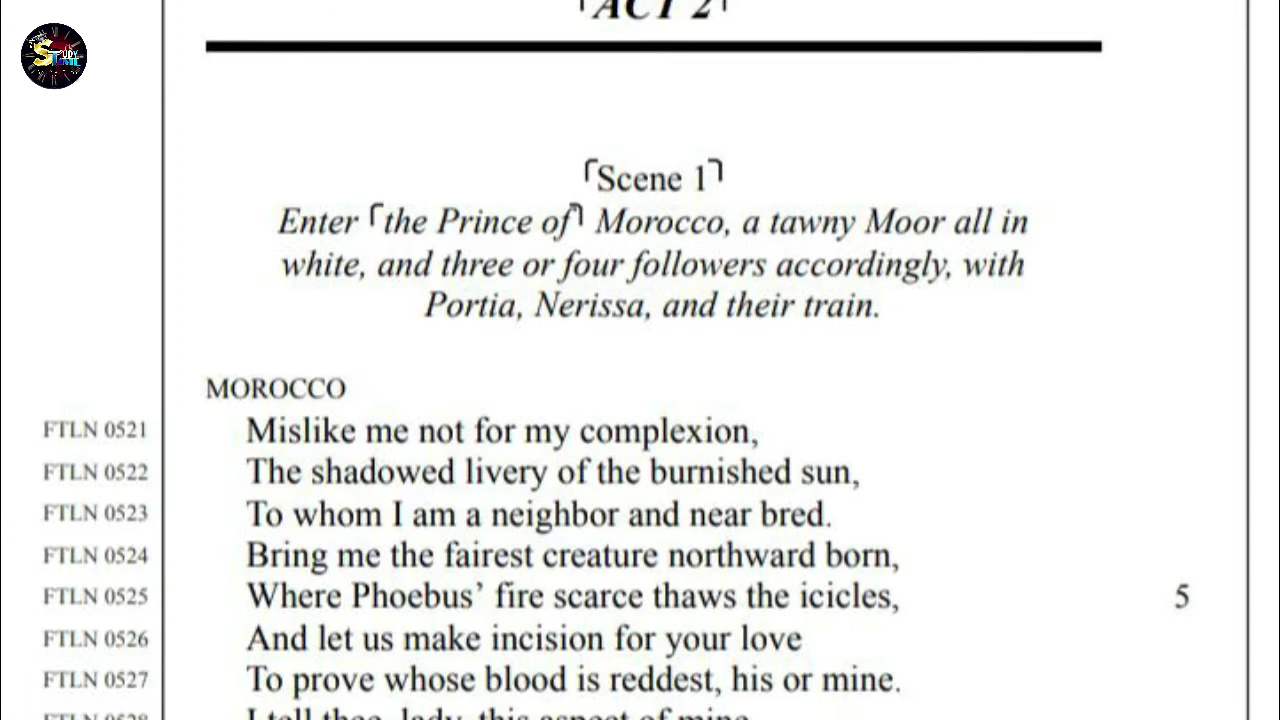 ⌜ACT 2⌝
⌜Scene 1⌝
Enter ⌜the Prince of⌝ Morocco, a tawny Moor all in
white, and three or four followers accordingly, with
Portia, Nerissa, and their train.
MOROCCO
FTLN 0521 Mislike me not for my complexion,
FTLN 0522 The shadowed livery of the burnished sun,
FTLN 0523 To whom I am a neighbor and near bred.
FTLN 0524 Bring me the fairest creature northward born,
FTLN 0525 Where Phoebus’ fire scarce thaws the icicles, 5
FTLN 0526 And let us make incision for your love
FTLN 0527 To prove whose blood is reddest, his or mine.
FTLN 0528 I tell thee, lady, this aspect of mine